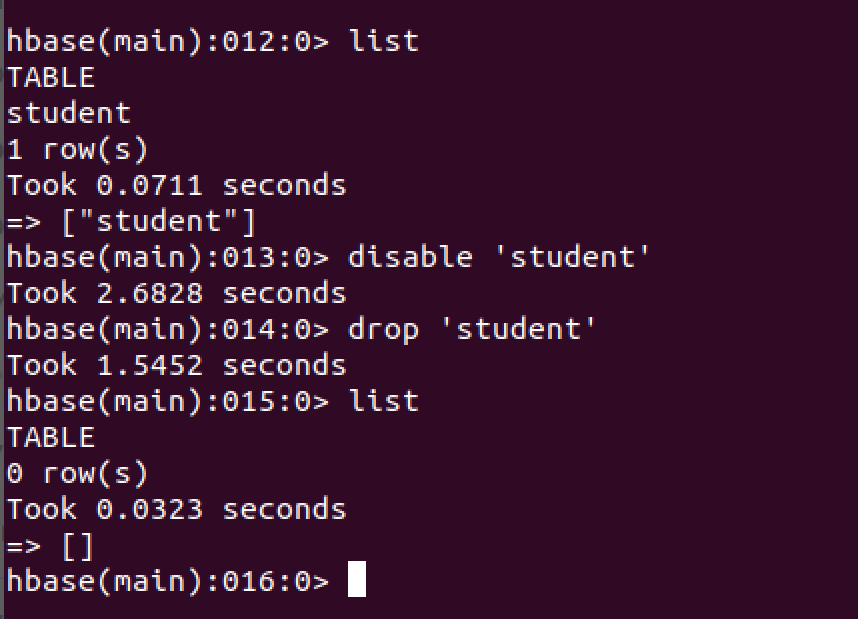 hbase(main):012:0> list
TABLE
student
1 row(s)
Took 0.0711 seconds
=> ["student"]
hbase(main):013:0> disable 'student'
Took 2.6828 seconds
hbase(main):014:0> drop 'student'
Took 1.5452 seconds
hbase(main):015:0> list
TABLE
0 row(s)
Took 0.0323 seconds
=> []
hbase(main):016:0>